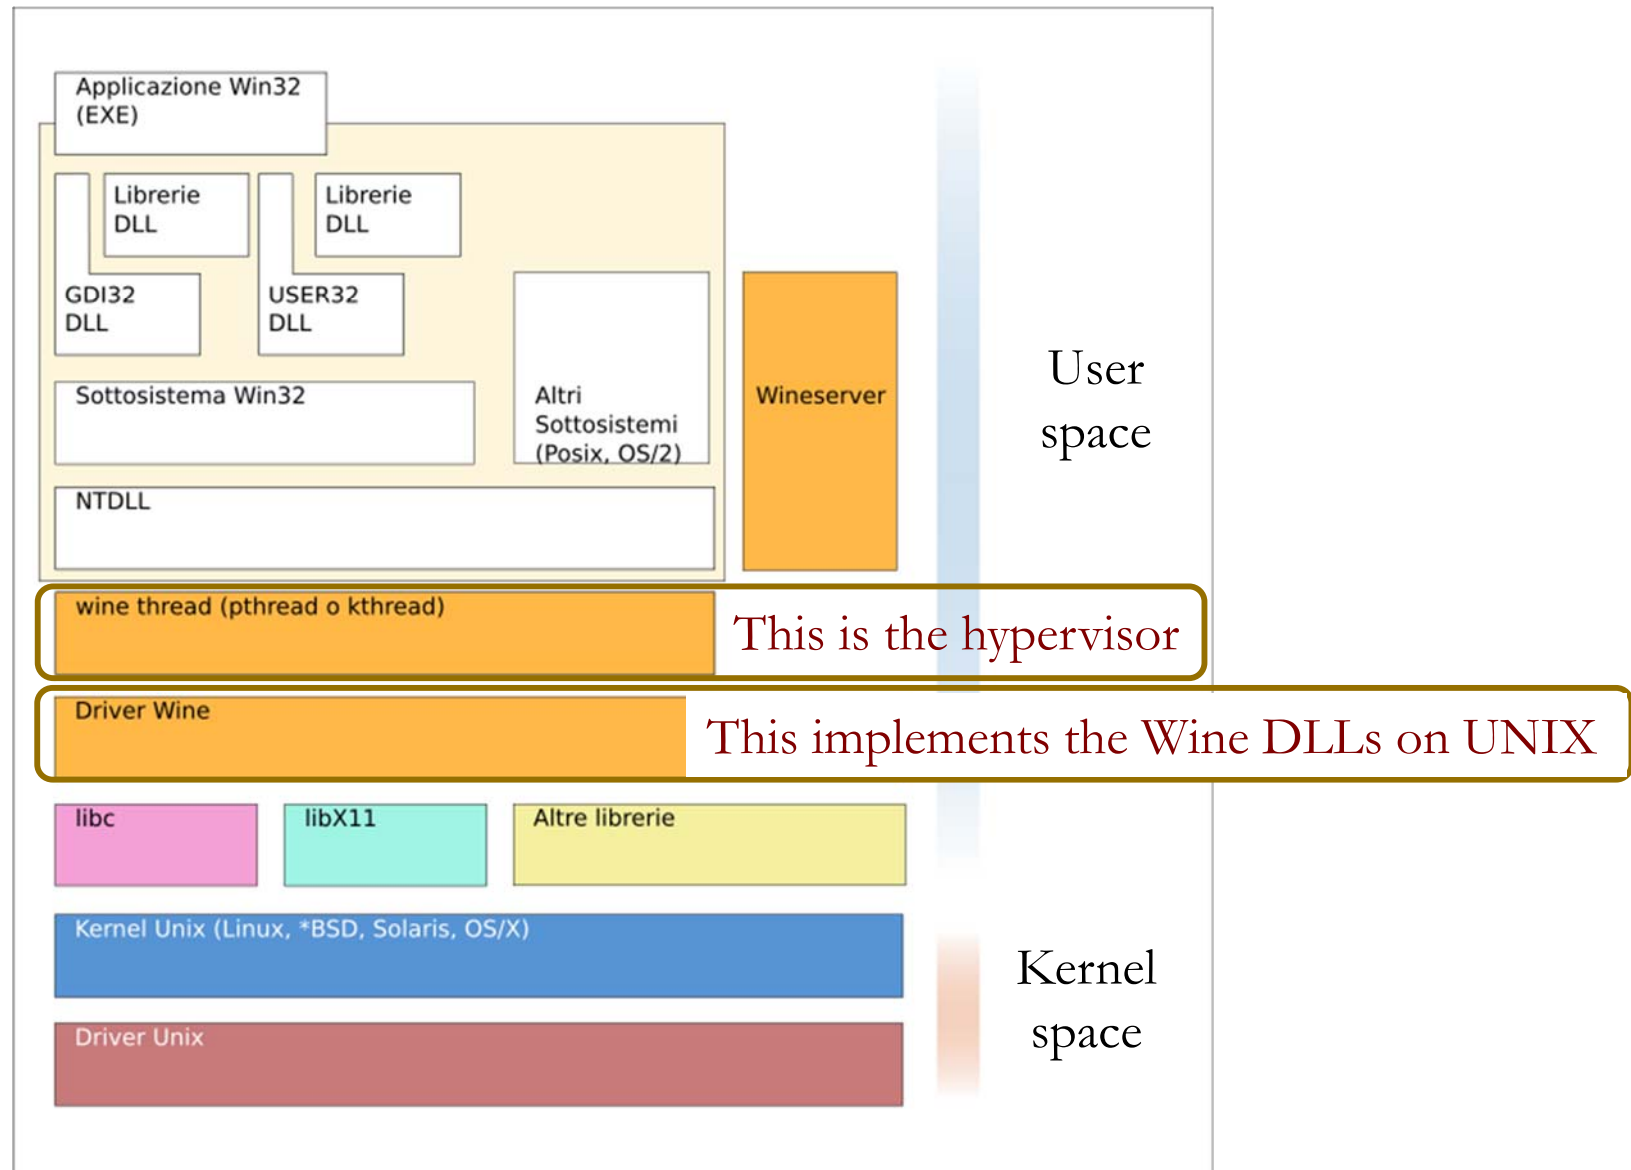 Applicazione Win32
(EXE)
Librerie
DLL
Librerie
DLL
GDI32
DLL
USER32
DLL
Sottosistema Win32
Altri
Sottosistemi
(Posix, OS/2)
Wineserver
User
space
NTDLL
wine thread (pthread o kthread)
This is the hypervisor
Driver Wine
This implements the Wine DLLs on UNIX
libc
libX11
Altre librerie
Kernel Unix (Linux, *BSD, Solaris, OS/X)
Kernel
space
Driver Unix